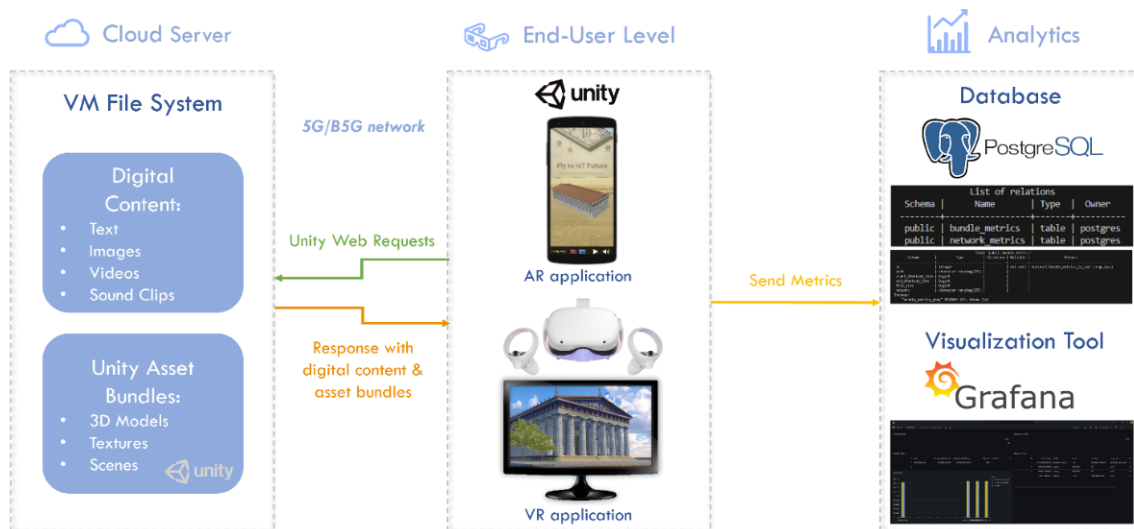 Cloud Server
End-User Level
Analytics
VM File System
Digital
Content:
• Text
• Images
• Videos
• Sound Clips
Unity Asset
Bundles:
• 3D Models
• Textures
• Scenes
unity
5G/B5G network
Unity Web Requests
Response with
digital content &
asset bundles
unity
Fly to IoT Future
AR application
VR application
Send Metrics
Database
PostgreSQL
List of relations
Schema | Name | Type | Owner
public | bundle_metrics | table | postgres
public | network_metrics | table | postgres
Visualization Tool
Grafana